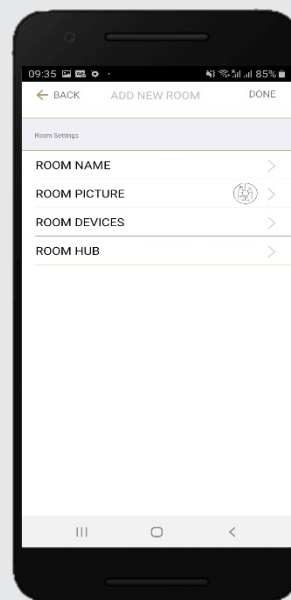 09:35 85%
BACK ADD NEW ROOM DONE
Room Settings
ROOM NAME
ROOM PICTURE
ROOM DEVICES
ROOM HUB